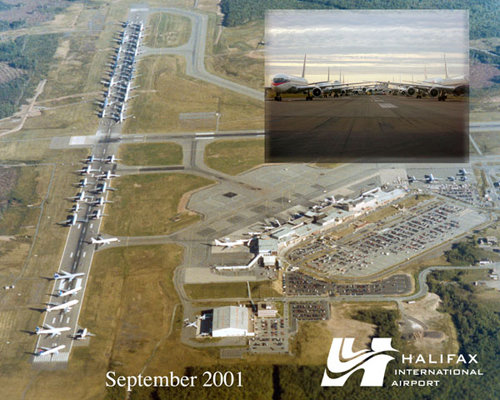 September 2001
HALIFAX
INTERNATIONAL
AIRPORT